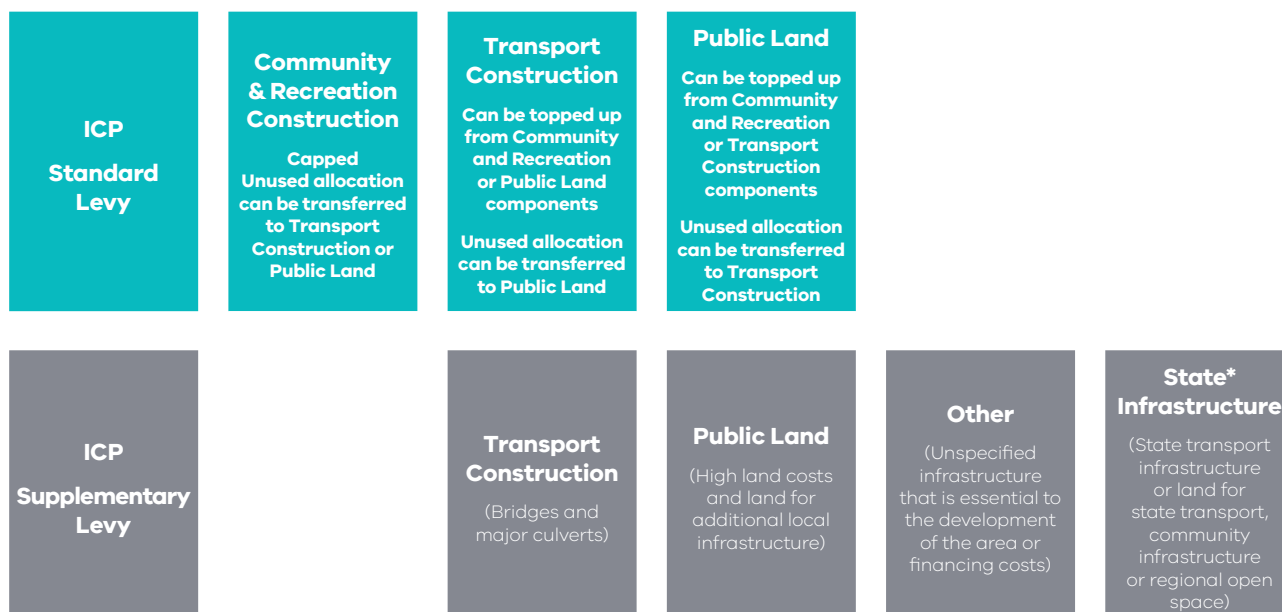 ICP
Standard
Levy
Community
& Recreation
Construction
Capped
Unused allocation
can be transferred
to Transport
Construction or
Public Land
Transport
Construction
Can be topped up
from Community
and Recreation
or Public Land
components
Unused allocation
can be transferred
to Public Land
Public Land
Can be topped up
from Community
and Recreation
or Transport
Construction
components
Unused allocation
can be transferred
to Transport
Construction
ICP
Supplementary
Levy
Transport
Construction
(Bridges and
major culverts)
Public Land
(High land costs
and land for
additional local
infrastructure)
Other
(Unspecified
infrastructure
that is essential to
the development
of the area or
financing costs)
State*
Infrastructure
(State transport
infrastructure
or land for
state transport,
community
infrastructure
or regional open
space)